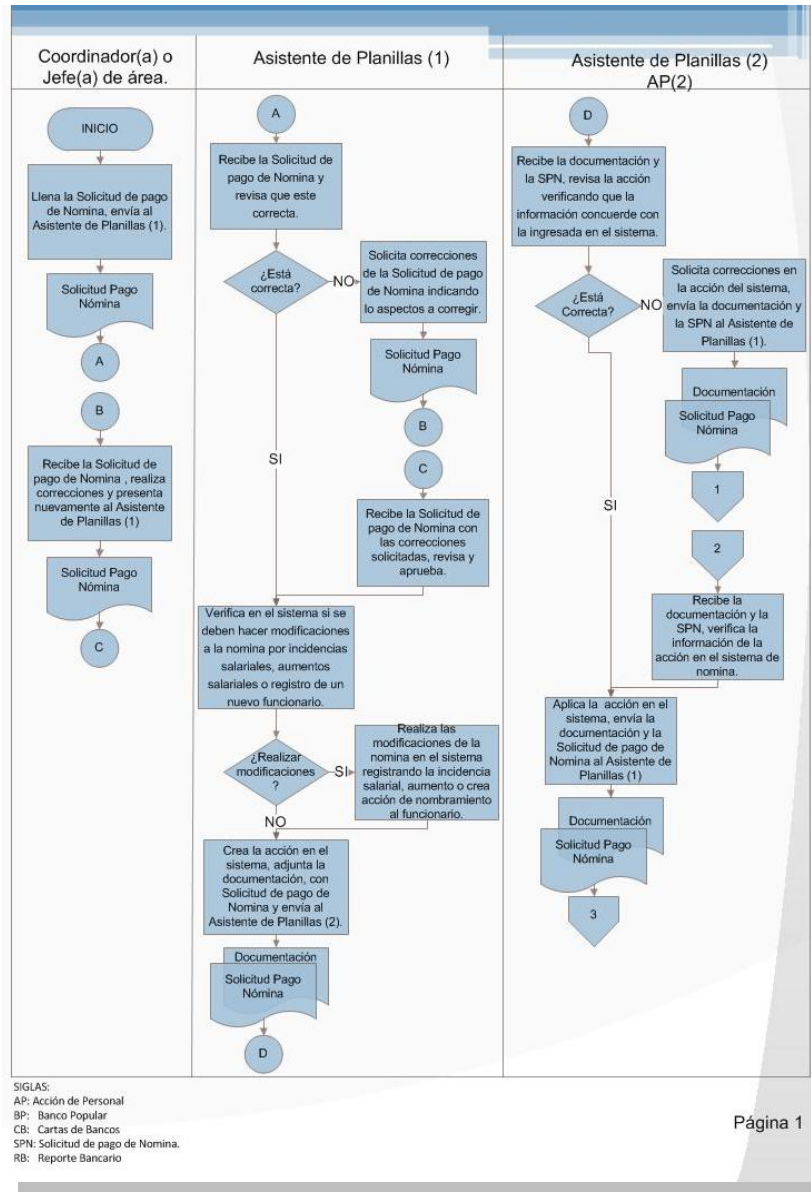 Coordinador(a) o
Jefe(a) de área.
INICIO
Llena la Solicitud de pago
de Nomina, envía al
Asistente de Planillas (1).
Solicitud Pago
Nómina
A
B
Recibe la Solicitud de
pago de Nomina , realiza
correcciones y presenta
nuevamente al Asistente
de Planillas (1)
Solicitud Pago
Nómina
C
Asistente de Planillas (1)
A
Recibe la Solicitud de
pago de Nomina y
revisa que este
correcta.
¿Está
correcta?
NO
Solicita correcciones
de la Solicitud de pago
de Nomina indicando
lo aspectos a corregir.
Solicitud Pago
Nómina
B
C
SI
Recibe la Solicitud de
pago de Nomina con
las correcciones
solicitadas, revisa y
aprueba.
Verifica en el sistema si se
deben hacer modificaciones
a la nomina por incidencias
salariales, aumentos
salariales o registro de un
nuevo funcionario.
¿Realizar
modificaciones
?
SI
Realiza las
modificaciones de la
nomina en el sistema
registrando la incidencia
salarial, aumento o crea
acción de nombramiento
al funcionario.
NO
Crea la acción en el
sistema, adjunta la
documentación, con
Solicitud de pago de
Nomina y envía al
Asistente de Planillas (2).
Documentación
Solicitud Pago
Nómina
D
Asistente de Planillas (2)
AP(2)
D
Recibe la documentación y
la SPN, revisa la acción
verificando que la
información concuerde con
la ingresada en el sistema.
¿Está
Correcta?
NO
Solicita correcciones en
la acción del sistema,
envía la documentación y
la SPN al Asistente de
Planillas (1).
Documentación
Solicitud Pago
Nómina
1
SI
2
Recibe la
documentación y la
SPN, verifica la
información de la
acción en el sistema de
nomina.
Aplica la acción en el
sistema, envía la
documentación y la
Solicitud de pago de
Nomina al Asistente de
Planillas (1)
Documentación
Solicitud Pago
Nómina
3
SIGLAS:
AP: Acción de Personal
BP: Banco Popular
CB: Cartas de Bancos
SPN: Solicitud de pago de Nomina.
RB: Reporte Bancario
Página 1